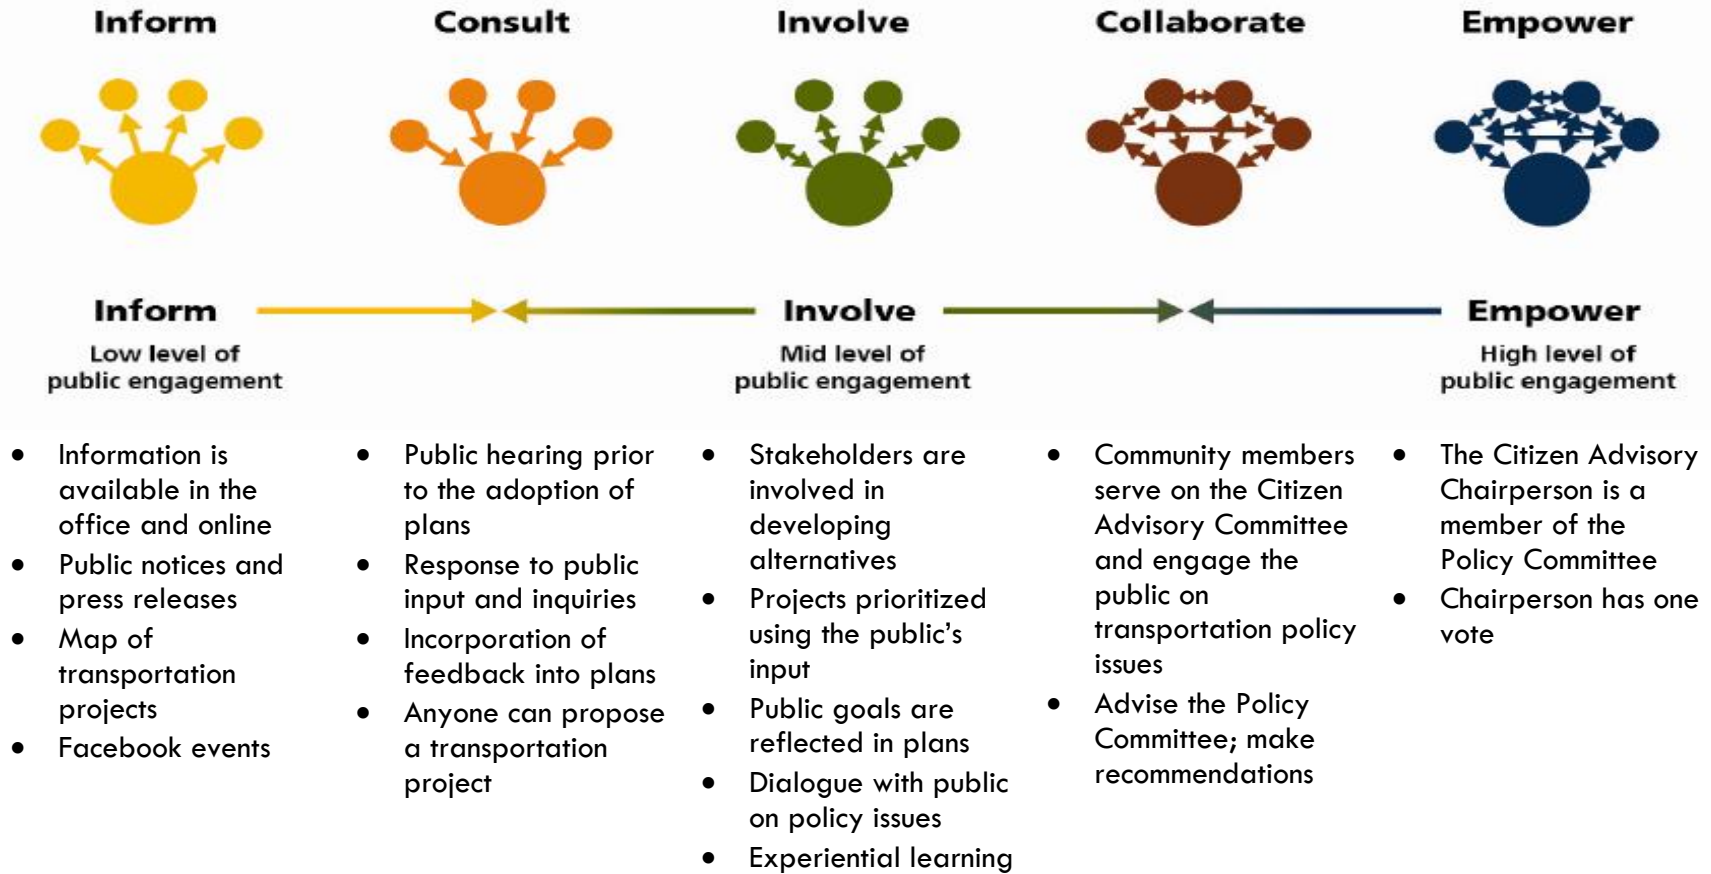 Inform
Consult
Involve
Collaborate
Empower
Inform
Low level of
public engagement
Involve
Mid level of
public engagement
Empower
High level of
public engagement
• Information is
available in the
office and online
• Public notices and
press releases
• Map of
transportation
projects
• Facebook events
• Public hearing prior
to the adoption of
plans
• Response to public
input and inquiries
• Incorporation of
feedback into plans
• Anyone can propose
a transportation
project
• Stakeholders are
involved in
developing
alternatives
• Projects prioritized
using the public’s
input
• Public goals are
reflected in plans
• Dialogue with public
on policy issues
• Experiential learning
• Community members
serve on the Citizen
Advisory Committee
and engage the
public on
transportation policy
issues
• Advise the Policy
Committee; make
recommendations
• The Citizen Advisory
Chairperson is a
member of the
Policy Committee
• Chairperson has one
vote